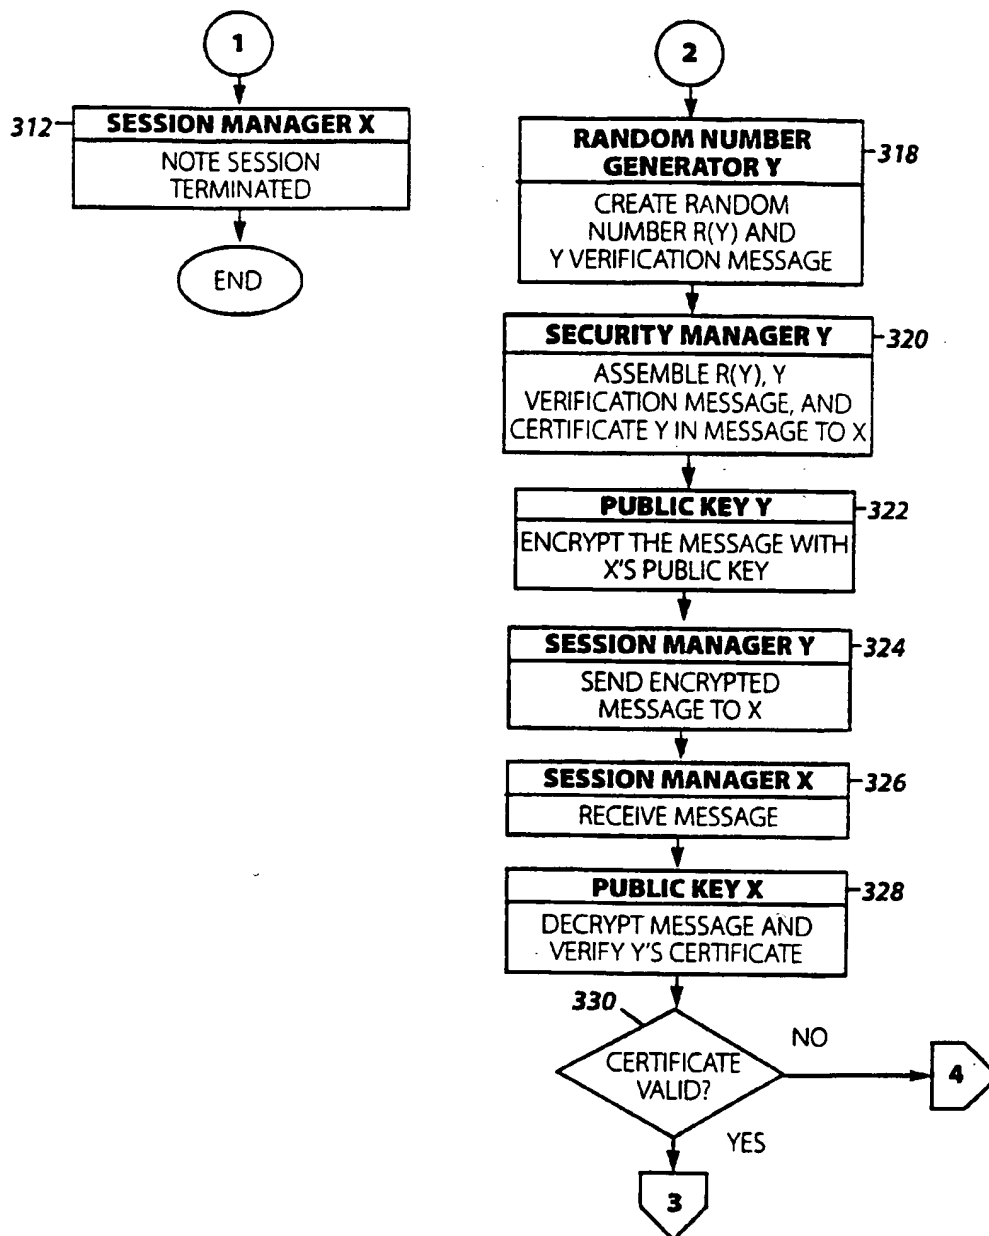 1
312
SESSION MANAGER X
NOTE SESSION
TERMINATED
END
2
RANDOM NUMBER
GENERATOR Y
318
CREATE RANDOM
NUMBER R(Y) AND
Y VERIFICATION MESSAGE
SECURITY MANAGER Y
320
ASSEMBLE R(Y), Y
VERIFICATION MESSAGE, AND
CERTIFICATE Y IN MESSAGE TO X
PUBLIC KEY Y
322
ENCRYPT THE MESSAGE WITH
X'S PUBLIC KEY
SESSION MANAGER Y
324
SEND ENCRYPTED
MESSAGE TO X
SESSION MANAGER X
326
RECEIVE MESSAGE
PUBLIC KEY X
328
DECRYPT MESSAGE AND
VERIFY Y'S CERTIFICATE
330
CERTIFICATE
VALID?
NO
4
YES
3